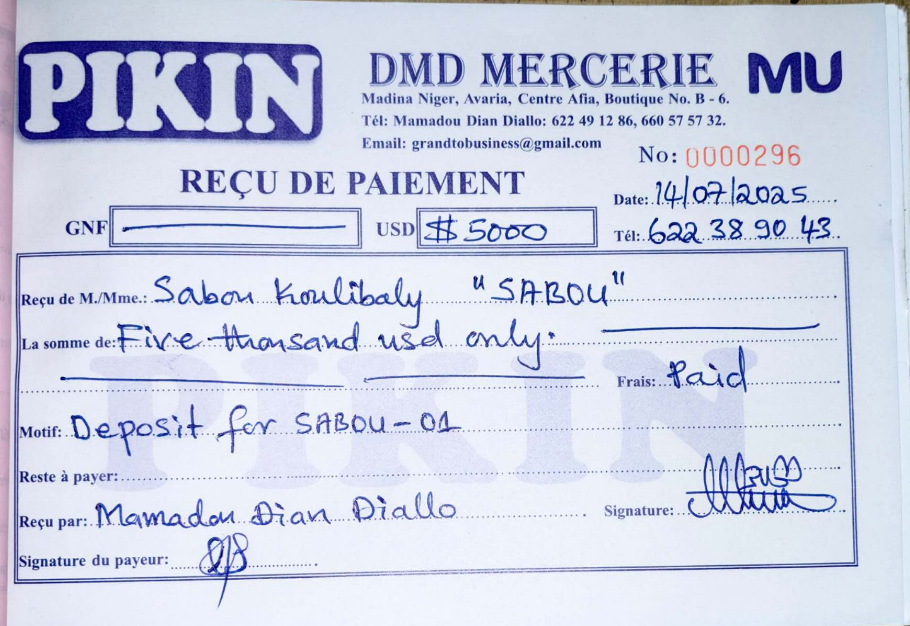 PIKIN
DMD MERCERIE
MU
Madina Niger, Avaria, Centre Afia, Boutique No. B - 6.
Tél: Mamadou Dian Diallo: 622 49 12 86, 660 57 57 32.
Email: grandtobusiness@gmail.com
No: 0000296
REÇU DE PAIEMENT
Date: 14/07/2025
GNF
USD $ 5000
Tél: 622 38 90 43
Reçu de M./Mme.: Sabou Koulibaly "SABOU"
La somme de: Five thousand usd only.
Frais: Paid
PIKIN
Motif: Deposit for SABOU-01
Reste à payer:
Reçu par: Mamadou Dian Diallo
Signature:
Signature du payeur: